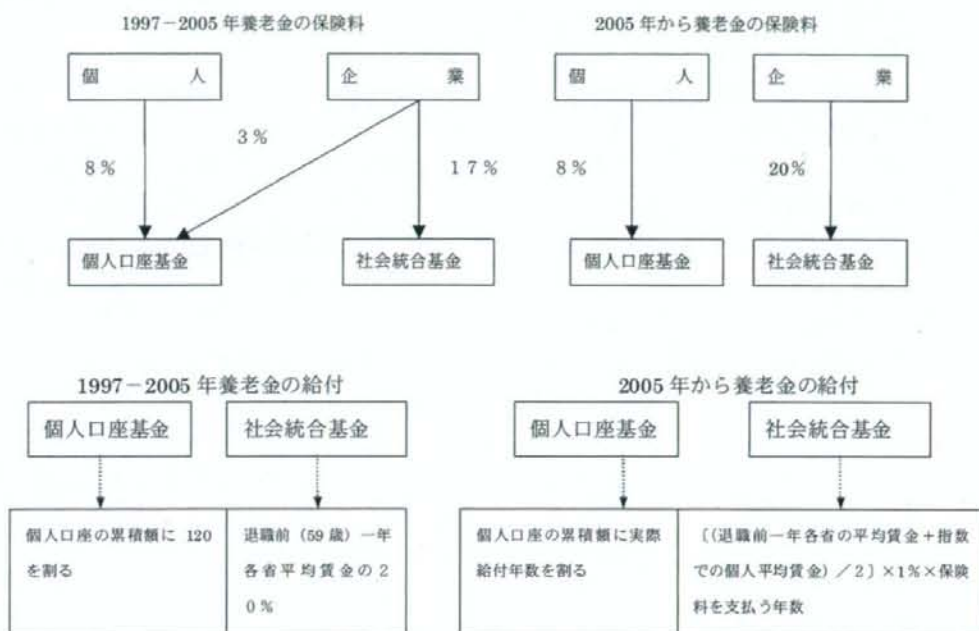 1997－2005 年養老金の保険料
2005 年から養老金の保険料
個 人
企 業
個 人
企 業
3％
8％
17％
8％
20％
個人口座基金
社会統合基金
個人口座基金
社会統合基金
1997－2005 年養老金の給付
2005 年から養老金の給付
個人口座基金
社会統合基金
個人口座基金
社会統合基金
個人口座の累積額に 120
を割る
退職前（59 歳）一年
各省平均賃金の２
０％
個人口座の累積額に実際
給付年数を割る
〔(退職前一年各省の平均賃金＋指数
での個人平均賃金）／2〕×1％×保険
料を支払う年数